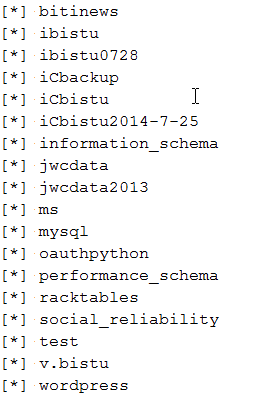 [*] bitinews
[*] ibistu
[*] ibistu0728
[*] iCbackup
[*] iCbistu
[*] iCbistu2014-7-25
[*] information_schema
[*] jwcdata
[*] jwcdata2013
[*] ms
[*] mysql
[*] oauthpython
[*] performance_schema
[*] racktables
[*] social_reliability
[*] test
[*] v.bistu
[*] wordpress